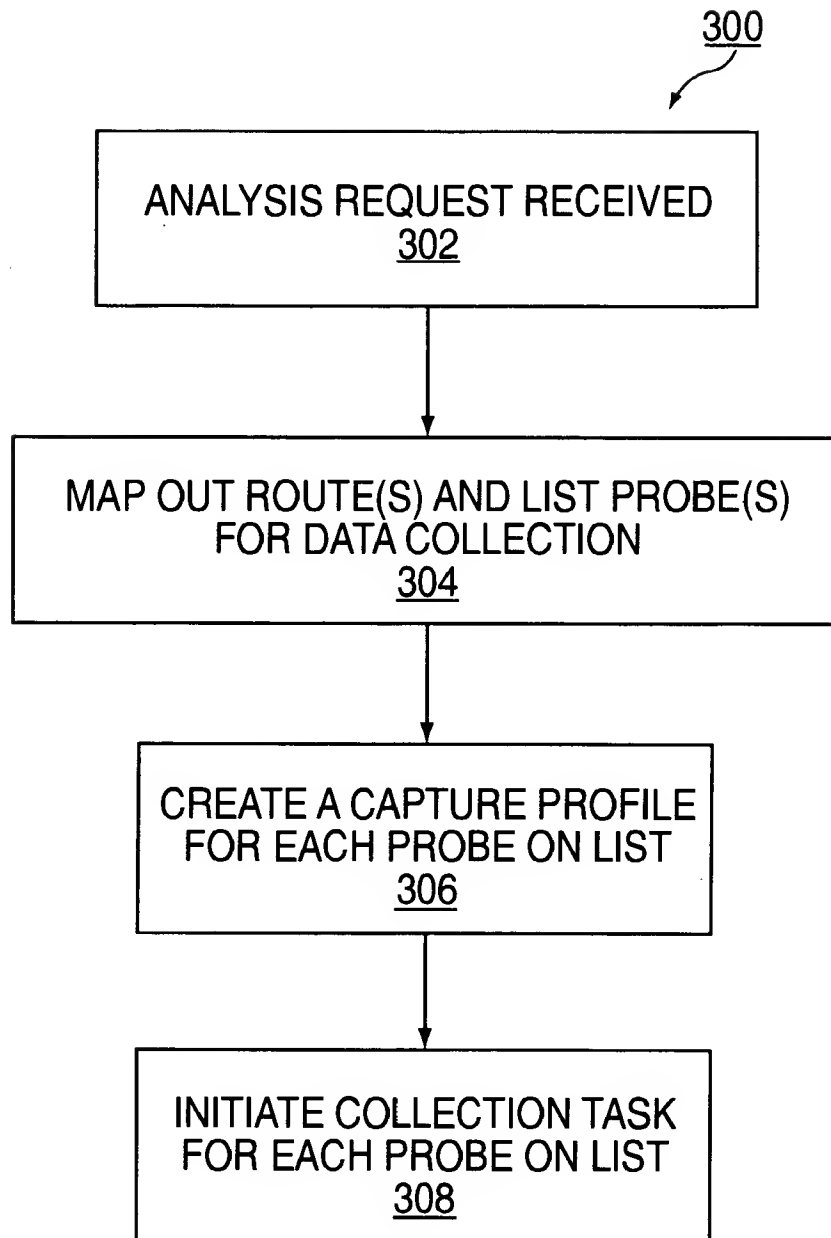 300
ANALYSIS REQUEST RECEIVED
302
MAP OUT ROUTE(S) AND LIST PROBE(S)
FOR DATA COLLECTION
304
CREATE A CAPTURE PROFILE
FOR EACH PROBE ON LIST
306
INITIATE COLLECTION TASK
FOR EACH PROBE ON LIST
308